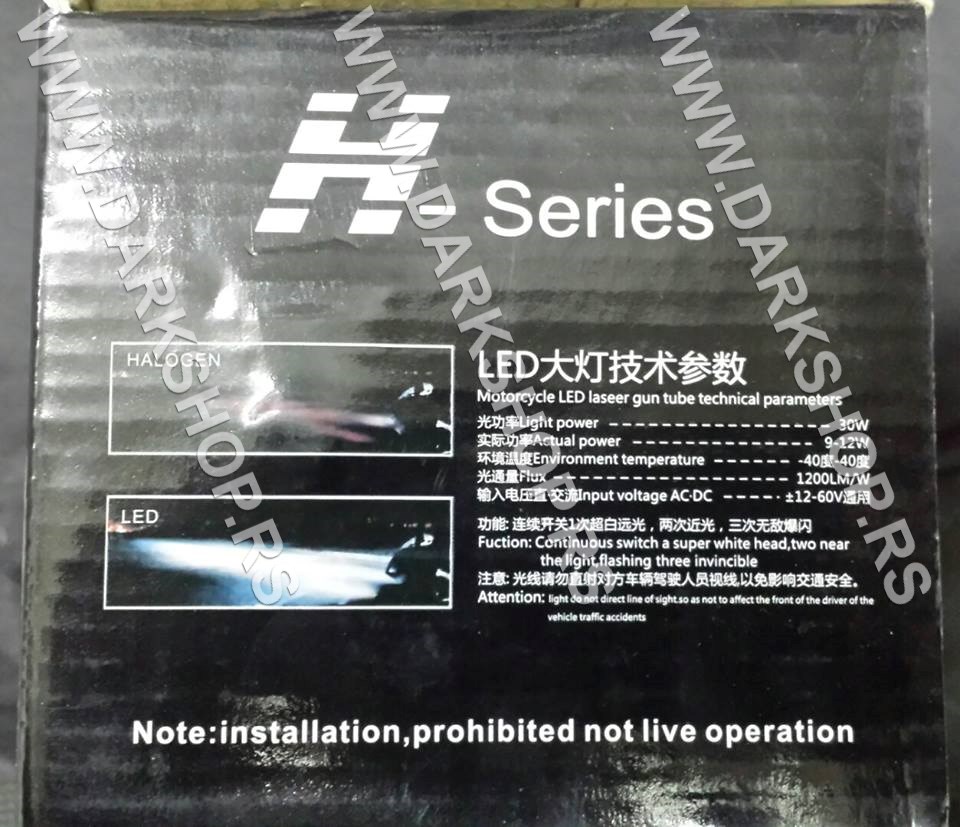 H Series
HALOGEN
LED
LED大灯技术参数
Motorcycle LED laseer gun tube technical parameters
光功率Light power -------------------- 30W
实际功率Actual power ---------------- 9-12W
环境温度Environment temperature ------- -40度-40度
光通量Flux ------------------------ 1200LM/W
输入电压直·交流Input voltage AC·DC ----· ±12-60V通用
功能: 连续开关1次超白远光，两次近光，三次无敌爆闪
Fuction: Continuous switch a super white head,two near
the light,flashing three invincible
注意: 光线请勿直射对方车辆驾驶人员视线,以免影响交通安全。
Attention: light do not direct line of sight.so as not to affect the front of the driver of the
vehicle traffic accidents
Note:installation,prohibited not live operation
WWW.DARKSHOP.RS
WWW.DARKSHOP.RS
WWW.DARKSHOP.RS